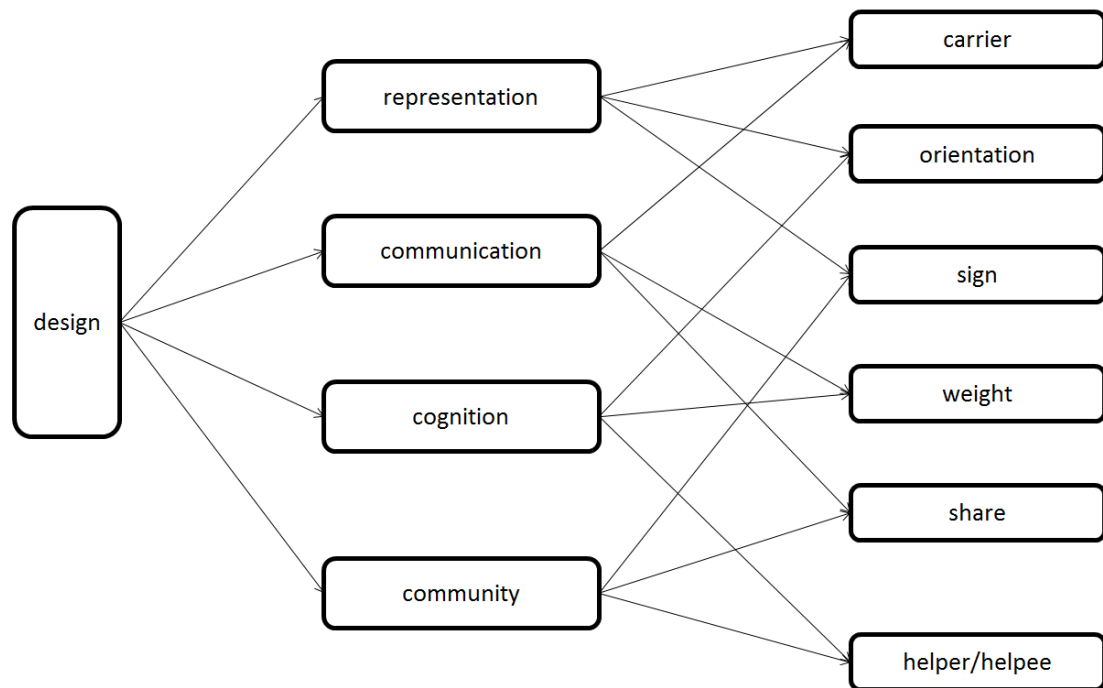 design
representation
communication
cognition
community
carrier
orientation
sign
weight
share
helper/helpee